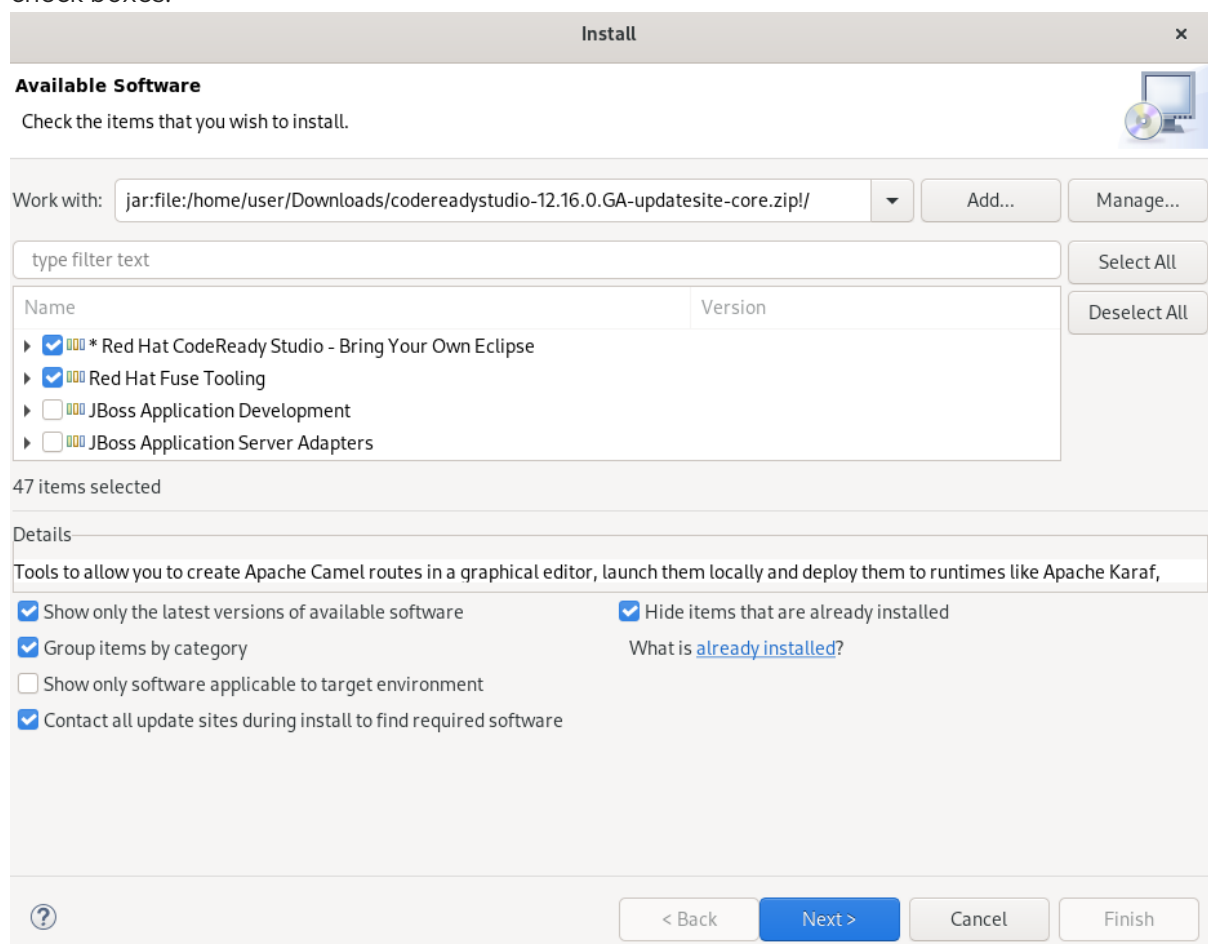 check boxes.
Install ×
Available Software
Check the items that you wish to install.
Work with: jar:file:/home/user/Downloads/codereadystudio-12.16.0.GA-updatesite-core.zip!/ Add... Manage...
type filter text Select All
Name Version Deselect All
* Red Hat CodeReady Studio - Bring Your Own Eclipse
Red Hat Fuse Tooling
JBoss Application Development
JBoss Application Server Adapters
47 items selected
Details
Tools to allow you to create Apache Camel routes in a graphical editor, launch them locally and deploy them to runtimes like Apache Karaf,
Show only the latest versions of available software Hide items that are already installed
Group items by category What is already installed?
Show only software applicable to target environment
Contact all update sites during install to find required software
? < Back Next > Cancel Finish